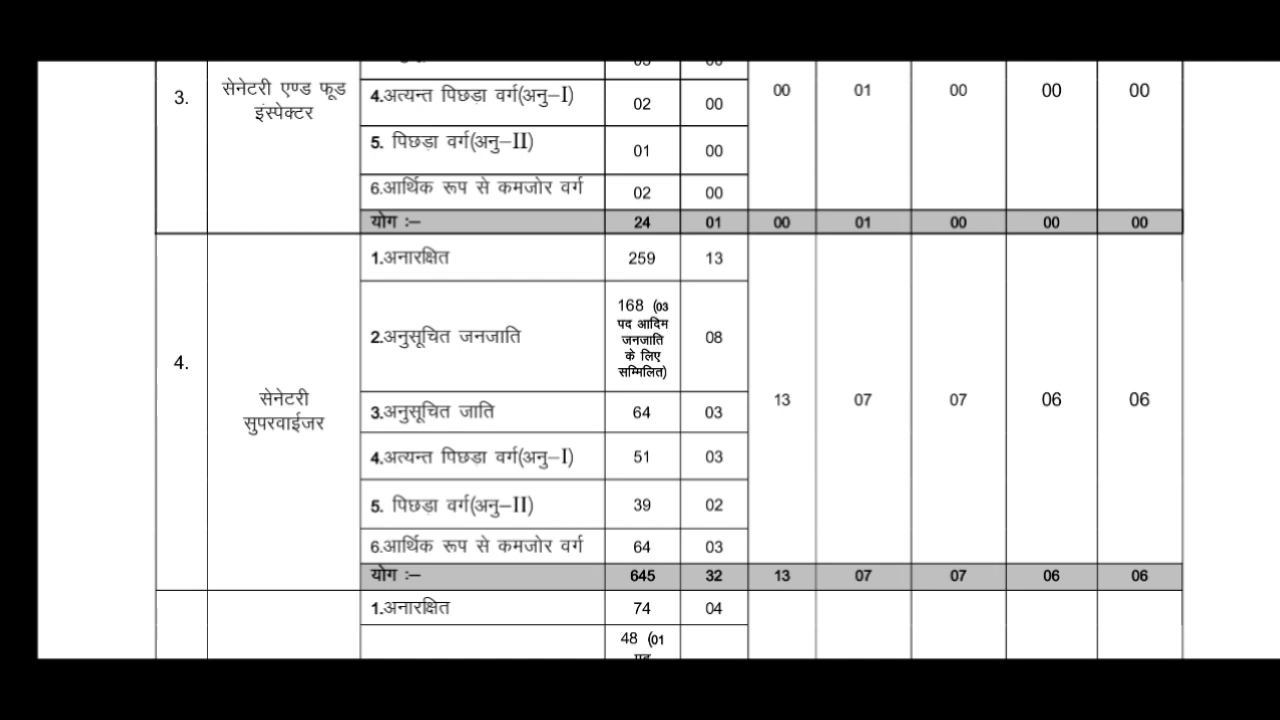 3. सेनेटरी एण्ड फूड इंस्पेक्टर
4.अत्यन्त पिछड़ा वर्ग(अनु–I) 02 00 00 01 00 00 00
5. पिछड़ा वर्ग(अनु–II) 01 00
6.आर्थिक रूप से कमजोर वर्ग 02 00
योग :– 24 01 00 01 00 00 00
4. सेनेटरी सुपरवाईजर
1.अनारक्षित 259 13
2.अनुसूचित जनजाति 168 (03 पद आदिम जनजाति के लिए सम्मिलित) 08
3.अनुसूचित जाति 64 03 13 07 07 06 06
4.अत्यन्त पिछड़ा वर्ग(अनु–I) 51 03
5. पिछड़ा वर्ग(अनु–II) 39 02
6.आर्थिक रूप से कमजोर वर्ग 64 03
योग :– 645 32 13 07 07 06 06
1.अनारक्षित 74 04
48 (01